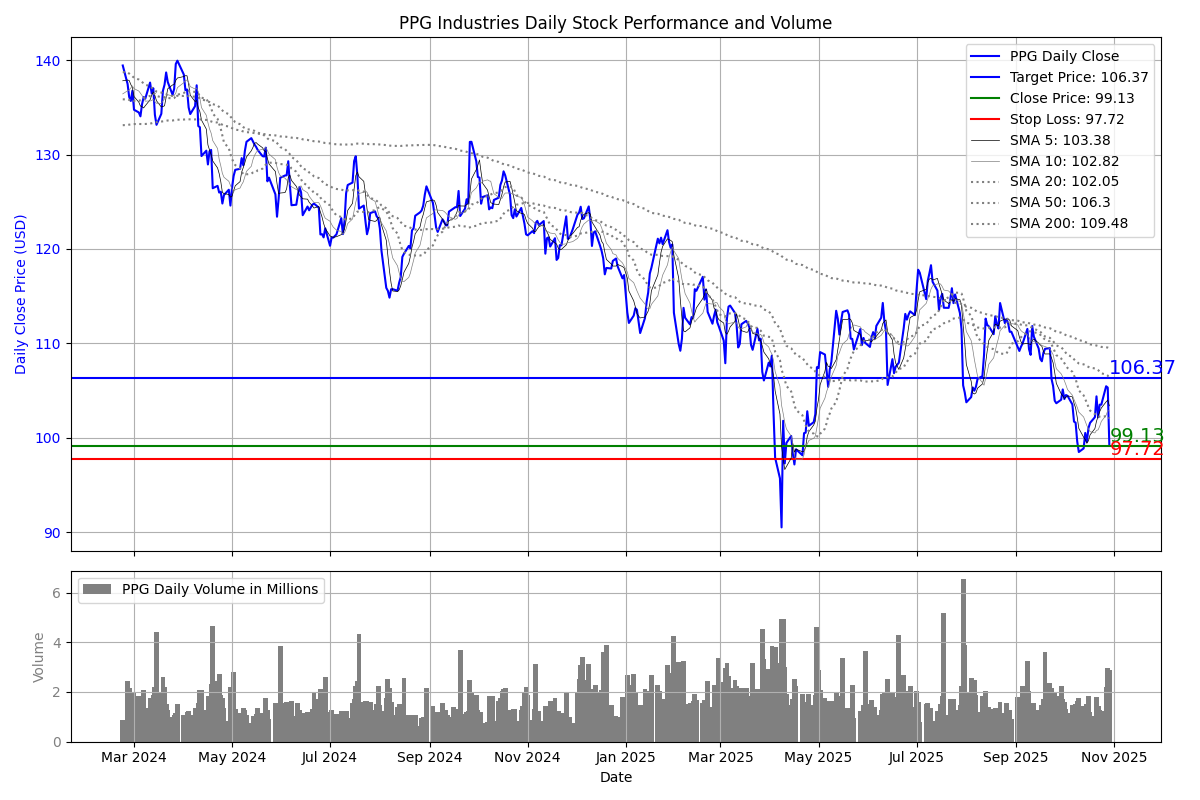 PPG Industries Daily Stock Performance and Volume
Daily Close Price (USD)
140
130
120
110
100
90
PPG Daily Close
Target Price: 106.37
Close Price: 99.13
Stop Loss: 97.72
SMA 5: 103.38
SMA 10: 102.82
SMA 20: 102.05
SMA 50: 106.3
SMA 200: 109.48
106.37
99.13
97.72
Volume
6
4
2
0
PPG Daily Volume in Millions
Mar 2024 May 2024 Jul 2024 Sep 2024 Nov 2024 Jan 2025 Mar 2025 May 2025 Jul 2025 Sep 2025 Nov 2025
Date